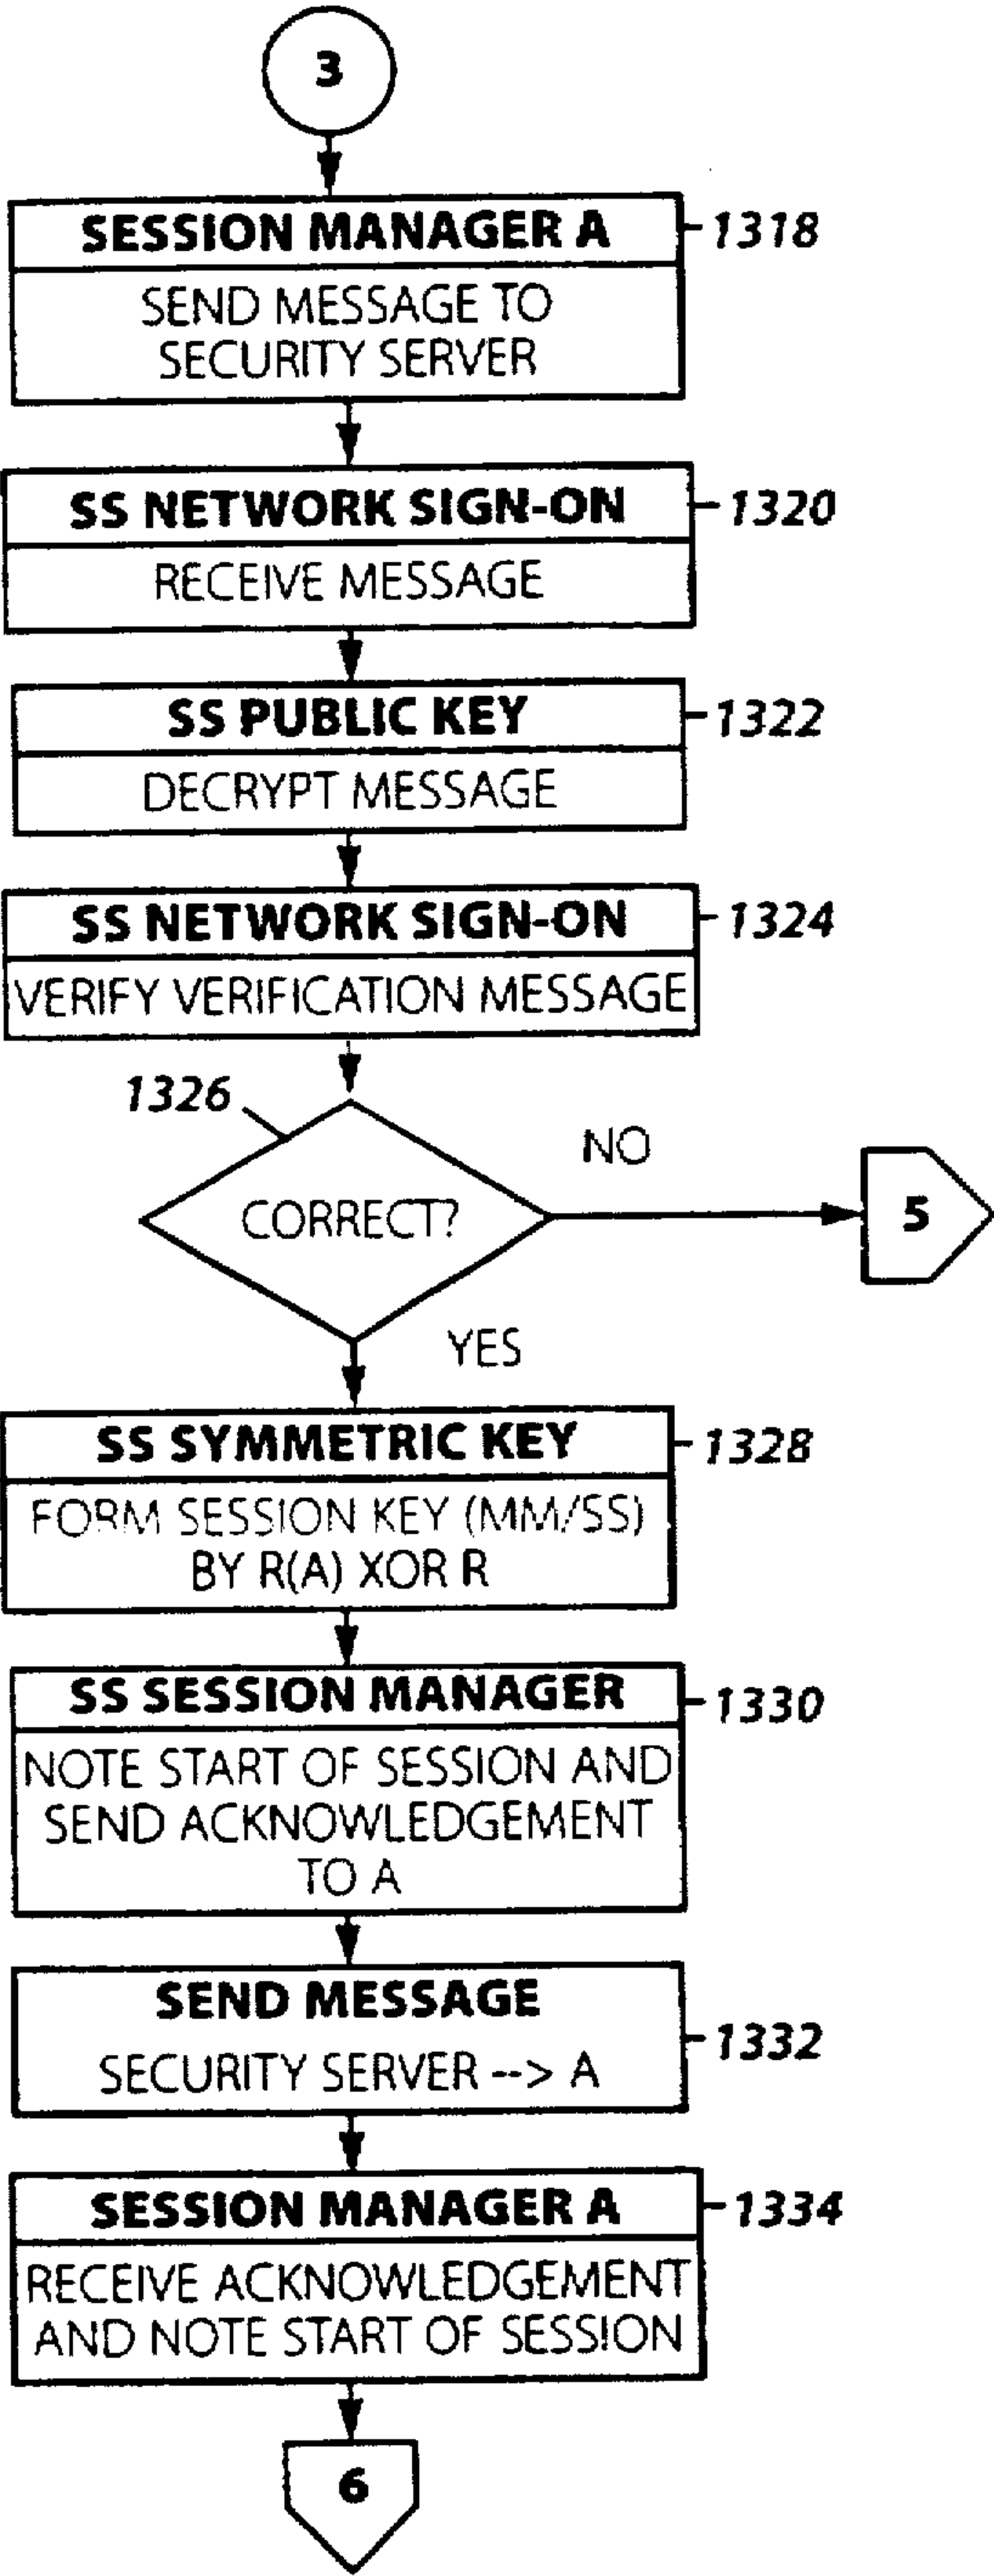 3
SESSION MANAGER A
1318
SEND MESSAGE TO
SECURITY SERVER
SS NETWORK SIGN-ON
1320
RECEIVE MESSAGE
SS PUBLIC KEY
1322
DECRYPT MESSAGE
SS NETWORK SIGN-ON
1324
VERIFY VERIFICATION MESSAGE
1326
NO
CORRECT?
5
YES
SS SYMMETRIC KEY
1328
FORM SESSION KEY (MM/SS)
BY R(A) XOR R
SS SESSION MANAGER
1330
NOTE START OF SESSION AND
SEND ACKNOWLEDGEMENT
TO A
SEND MESSAGE
1332
SECURITY SERVER --> A
SESSION MANAGER A
1334
RECEIVE ACKNOWLEDGEMENT
AND NOTE START OF SESSION
6